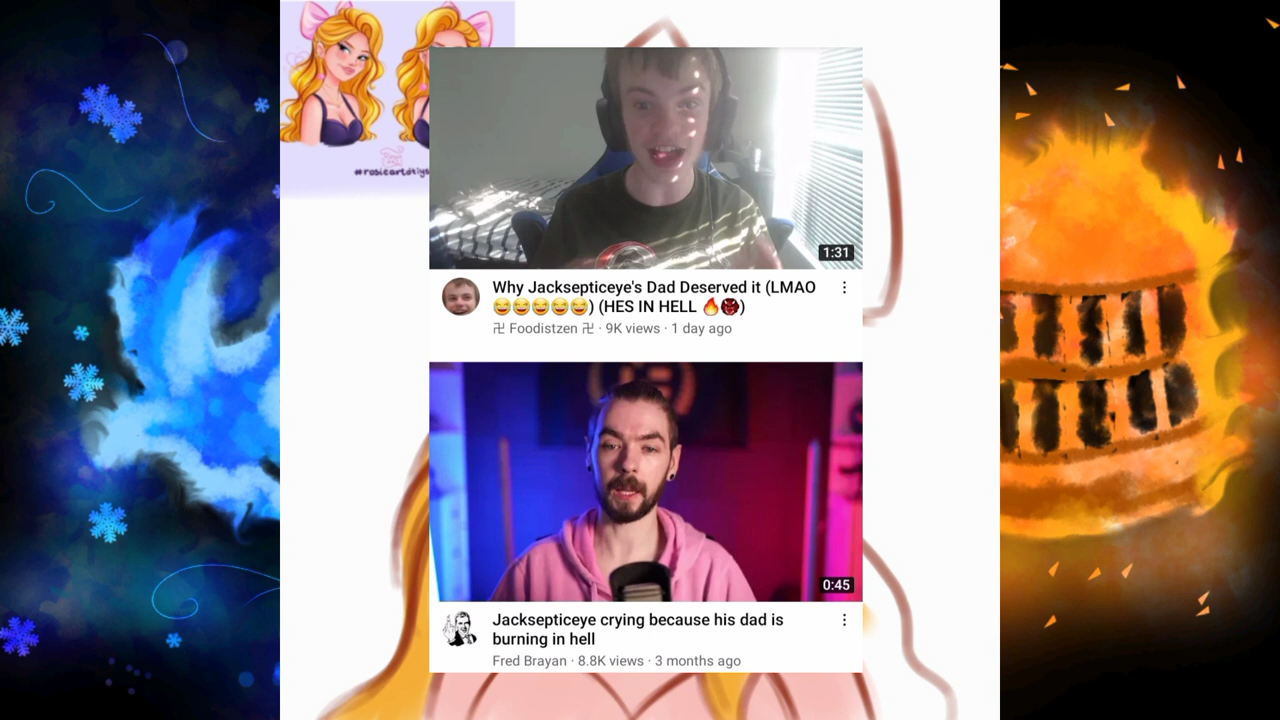 #rosieartdtiys
1:31
Why Jacksepticeye's Dad Deserved it (LMAO
😂😂😂😂😂) (HES IN HELL 🔥👹)
卍 Foodistzen 卍 · 9K views · 1 day ago
0:45
Jacksepticeye crying because his dad is
burning in hell
Fred Brayan · 8.8K views · 3 months ago